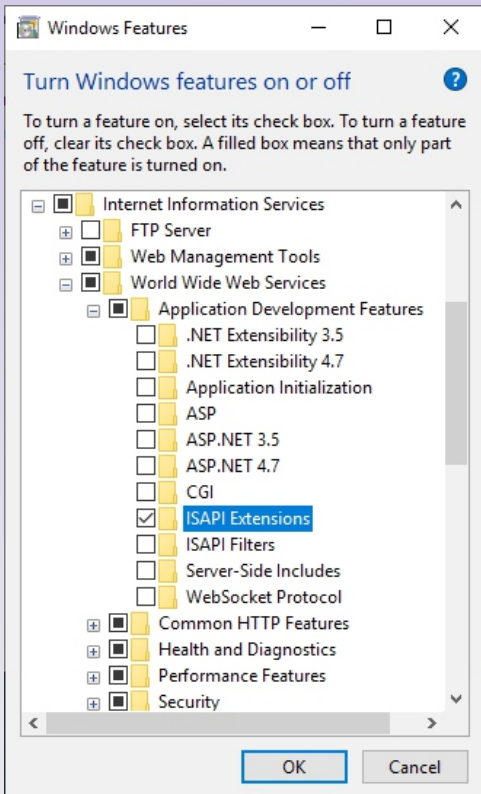 Windows Features
Turn Windows features on or off
?
To turn a feature on, select its check box. To turn a feature
off, clear its check box. A filled box means that only part
of the feature is turned on.
Internet Information Services
FTP Server
Web Management Tools
World Wide Web Services
Application Development Features
.NET Extensibility 3.5
.NET Extensibility 4.7
Application Initialization
ASP
ASP.NET 3.5
ASP.NET 4.7
CGI
ISAPI Extensions
ISAPI Filters
Server-Side Includes
WebSocket Protocol
Common HTTP Features
Health and Diagnostics
Performance Features
Security
OK Cancel